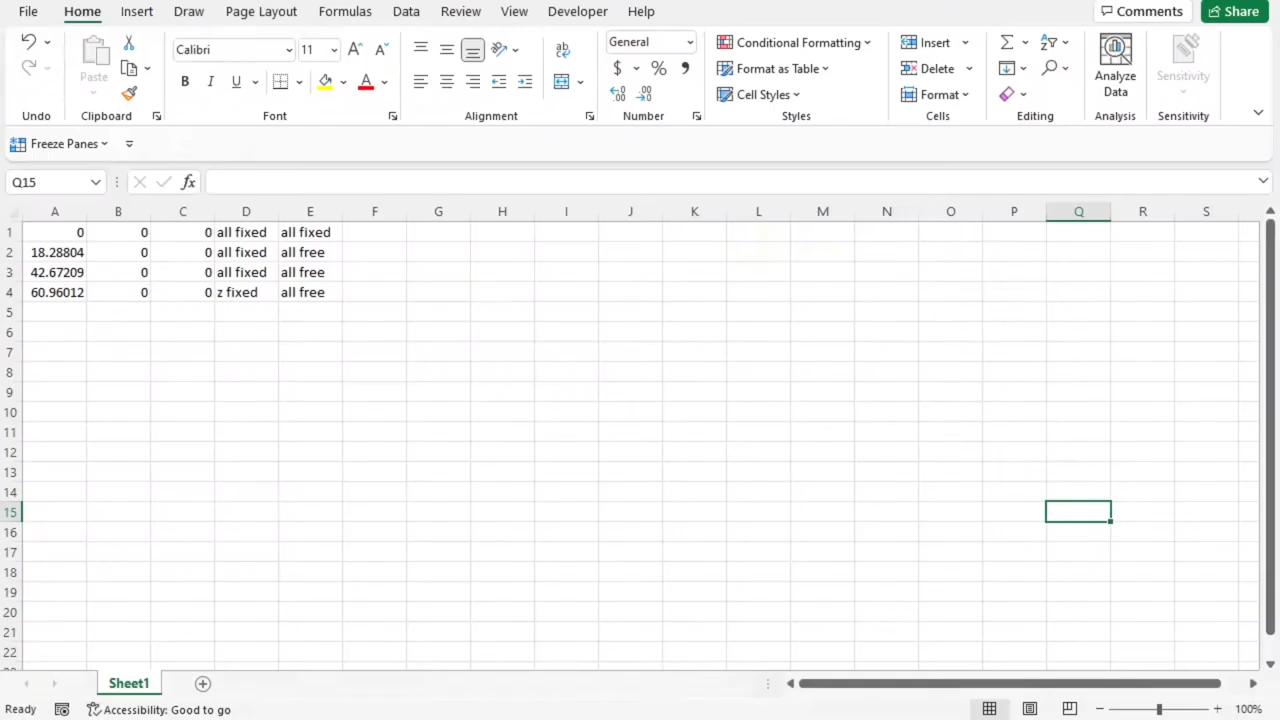 File Home Insert Draw Page Layout Formulas Data Review View Developer Help Comments Share
Calibri 11 A^ Aˇ ab General Conditional Formatting Insert Σ
Paste B I U A $ % , Format as Table Delete Analyze Data Sensitivity
Cell Styles Format
Undo Clipboard Font Alignment Number Styles Cells Editing Analysis Sensitivity
Freeze Panes
Q15 fx
A B C D E F G H I J K L M N O P Q R S
1 0 0 0 all fixed all fixed
2 18.28804 0 0 all fixed all free
3 42.67209 0 0 all fixed all free
4 60.96012 0 0 z fixed all free
5
6
7
8
9
10
11
12
13
14
15
16
17
18
19
20
21
22
Sheet1
Ready Accessibility: Good to go 100%